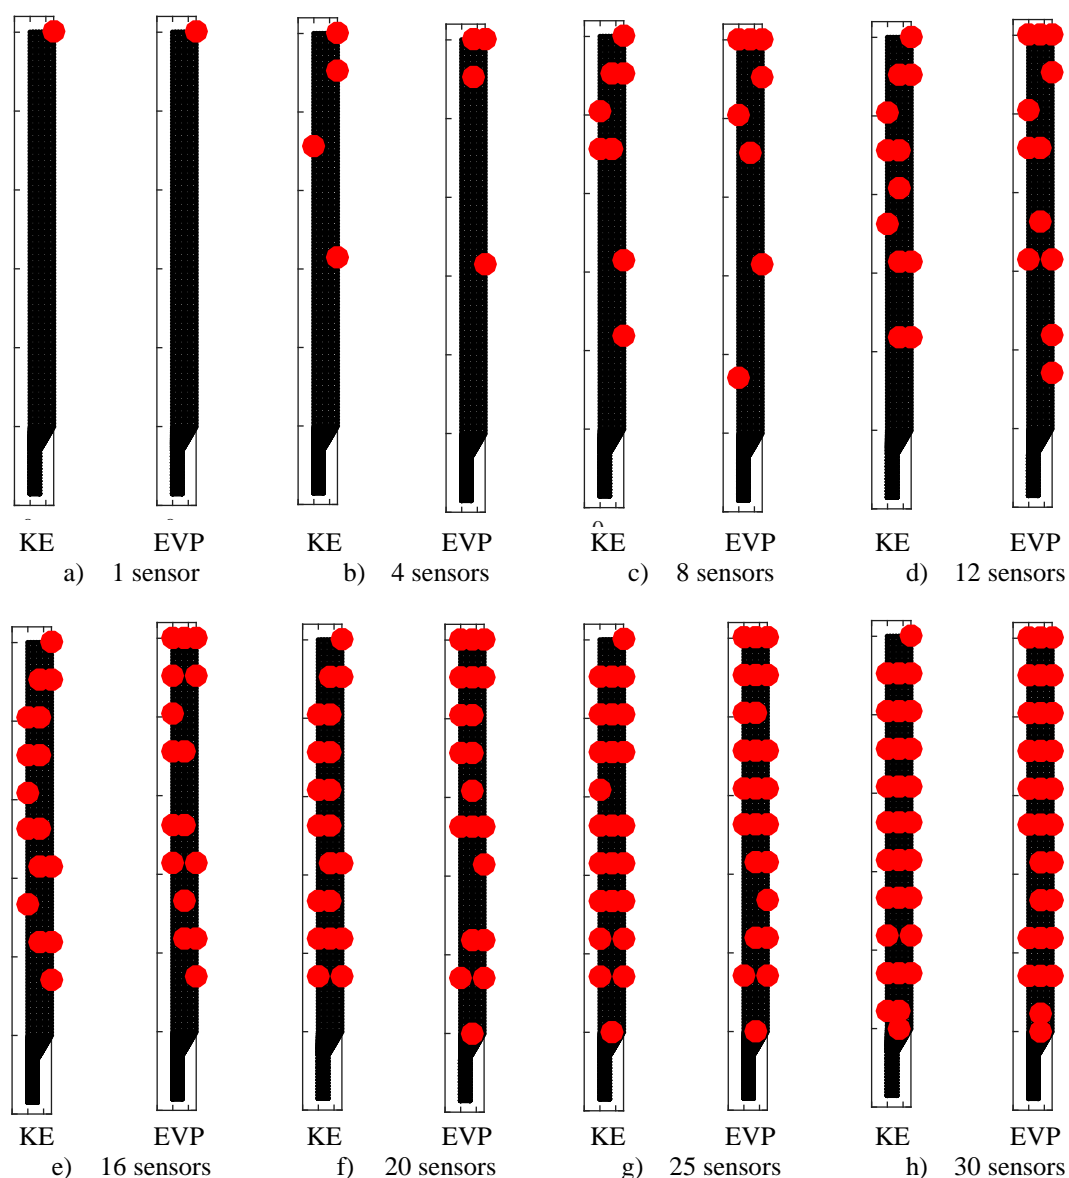 KE EVP KE EVP KE EVP KE EVP
a) 1 sensor b) 4 sensors c) 8 sensors d) 12 sensors
KE EVP KE EVP KE EVP KE EVP
e) 16 sensors f) 20 sensors g) 25 sensors h) 30 sensors